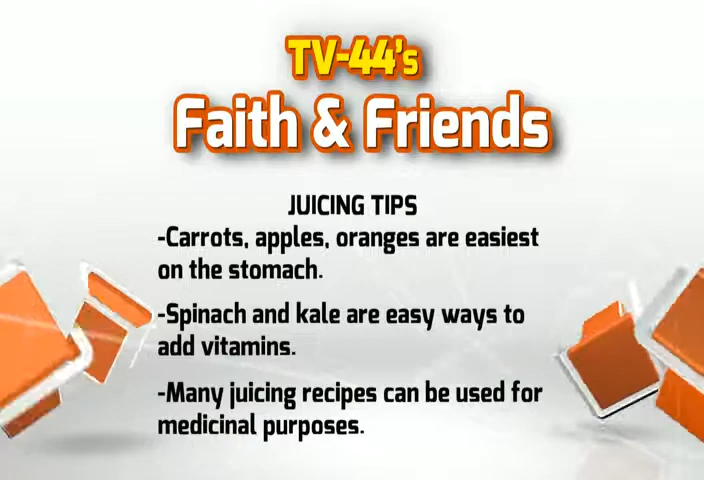 TV-44's
Faith & Friends
JUICING TIPS
-Carrots, apples, oranges are easiest
on the stomach.
-Spinach and kale are easy ways to
add vitamins.
-Many juicing recipes can be used for
medicinal purposes.